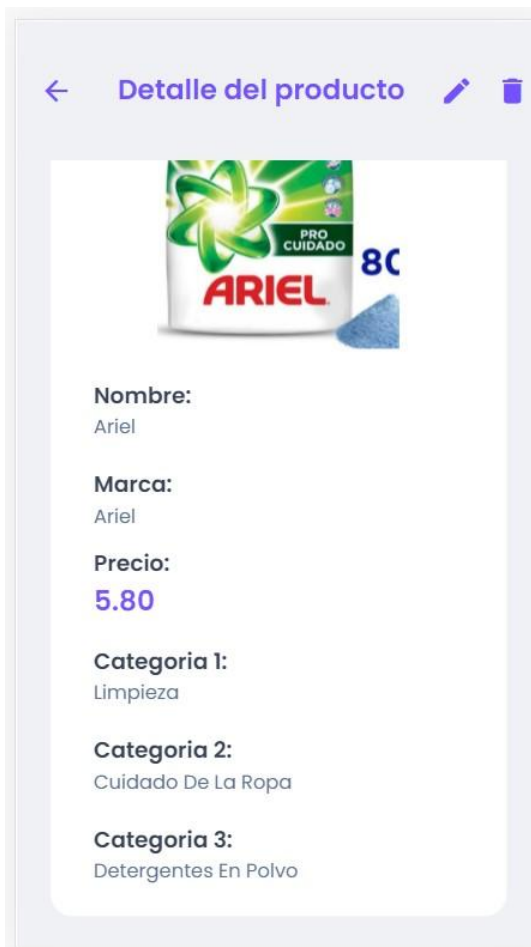 Detalle del producto
PRO
CUIDADO
80
ARIEL
Nombre:
Ariel
Marca:
Ariel
Precio:
5.80
Categoria 1:
Limpieza
Categoria 2:
Cuidado De La Ropa
Categoria 3:
Detergentes En Polvo